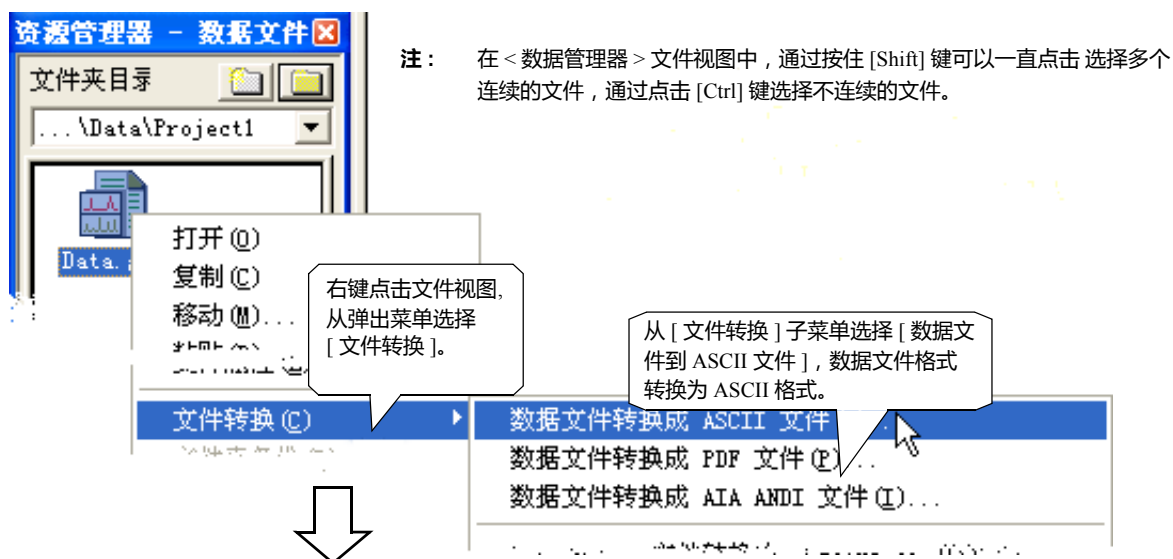 资源管理器 - 数据文件
文件夹目录
...\Data\Project1
Data.
注： 在 < 数据管理器 > 文件视图中，通过按住 [Shift] 键可以一直点击 选择多个
连续的文件，通过点击 [Ctrl] 键选择不连续的文件。
打开(O)
复制(C)
移动(M)...
右键点击文件视图,
从弹出菜单选择
[ 文件转换 ]。
从 [ 文件转换 ] 子菜单选择 [ 数据文
件到 ASCII 文件 ]，数据文件格式
转换为 ASCII 格式。
文件转换(C)
数据文件转换成 ASCII 文件
数据文件转换成 PDF 文件(P)...
数据文件转换成 AIA ANDI 文件(I)...